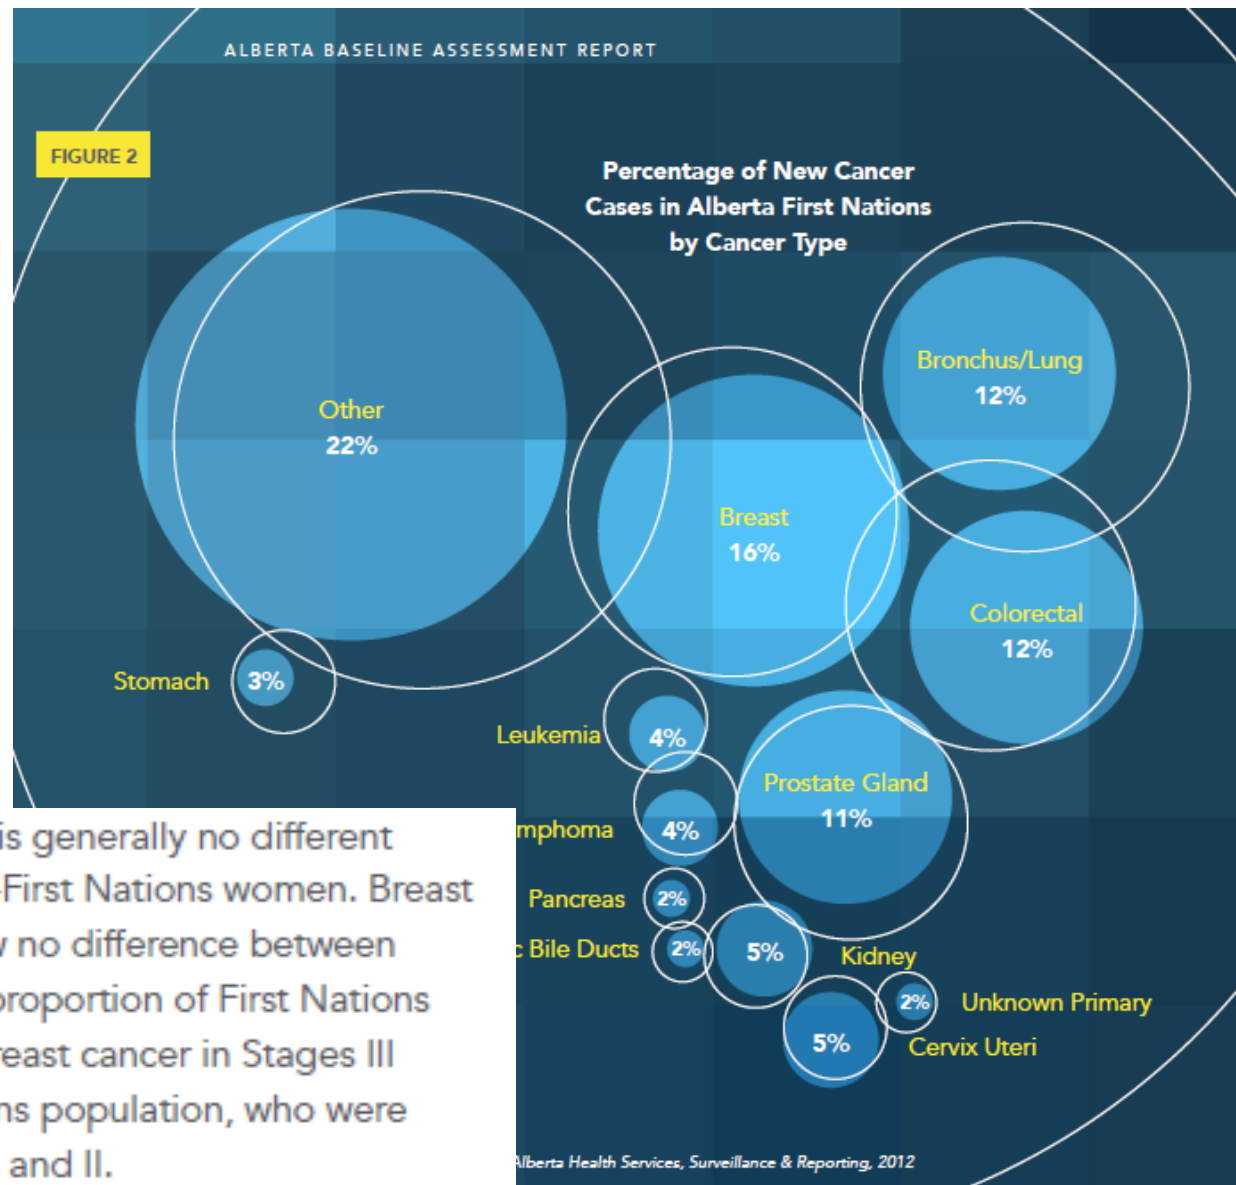 ALBERTA BASELINE ASSESSMENT REPORT
FIGURE 2
Percentage of New Cancer
Cases in Alberta First Nations
by Cancer Type
Other
22%
Bronchus/Lung
12%
Breast
16%
Colorectal
12%
Stomach
3%
Leukemia
4%
Prostate Gland
11%
mphoma
4%
Pancreas
2%
c Bile Ducts
2%
5%
Kidney
2%
Unknown Primary
5%
Cervix Uteri
is generally no different
-First Nations women. Breast
no difference between
proportion of First Nations
reast cancer in Stages III
ns population, who were
and II.
Alberta Health Services, Surveillance & Reporting, 2012